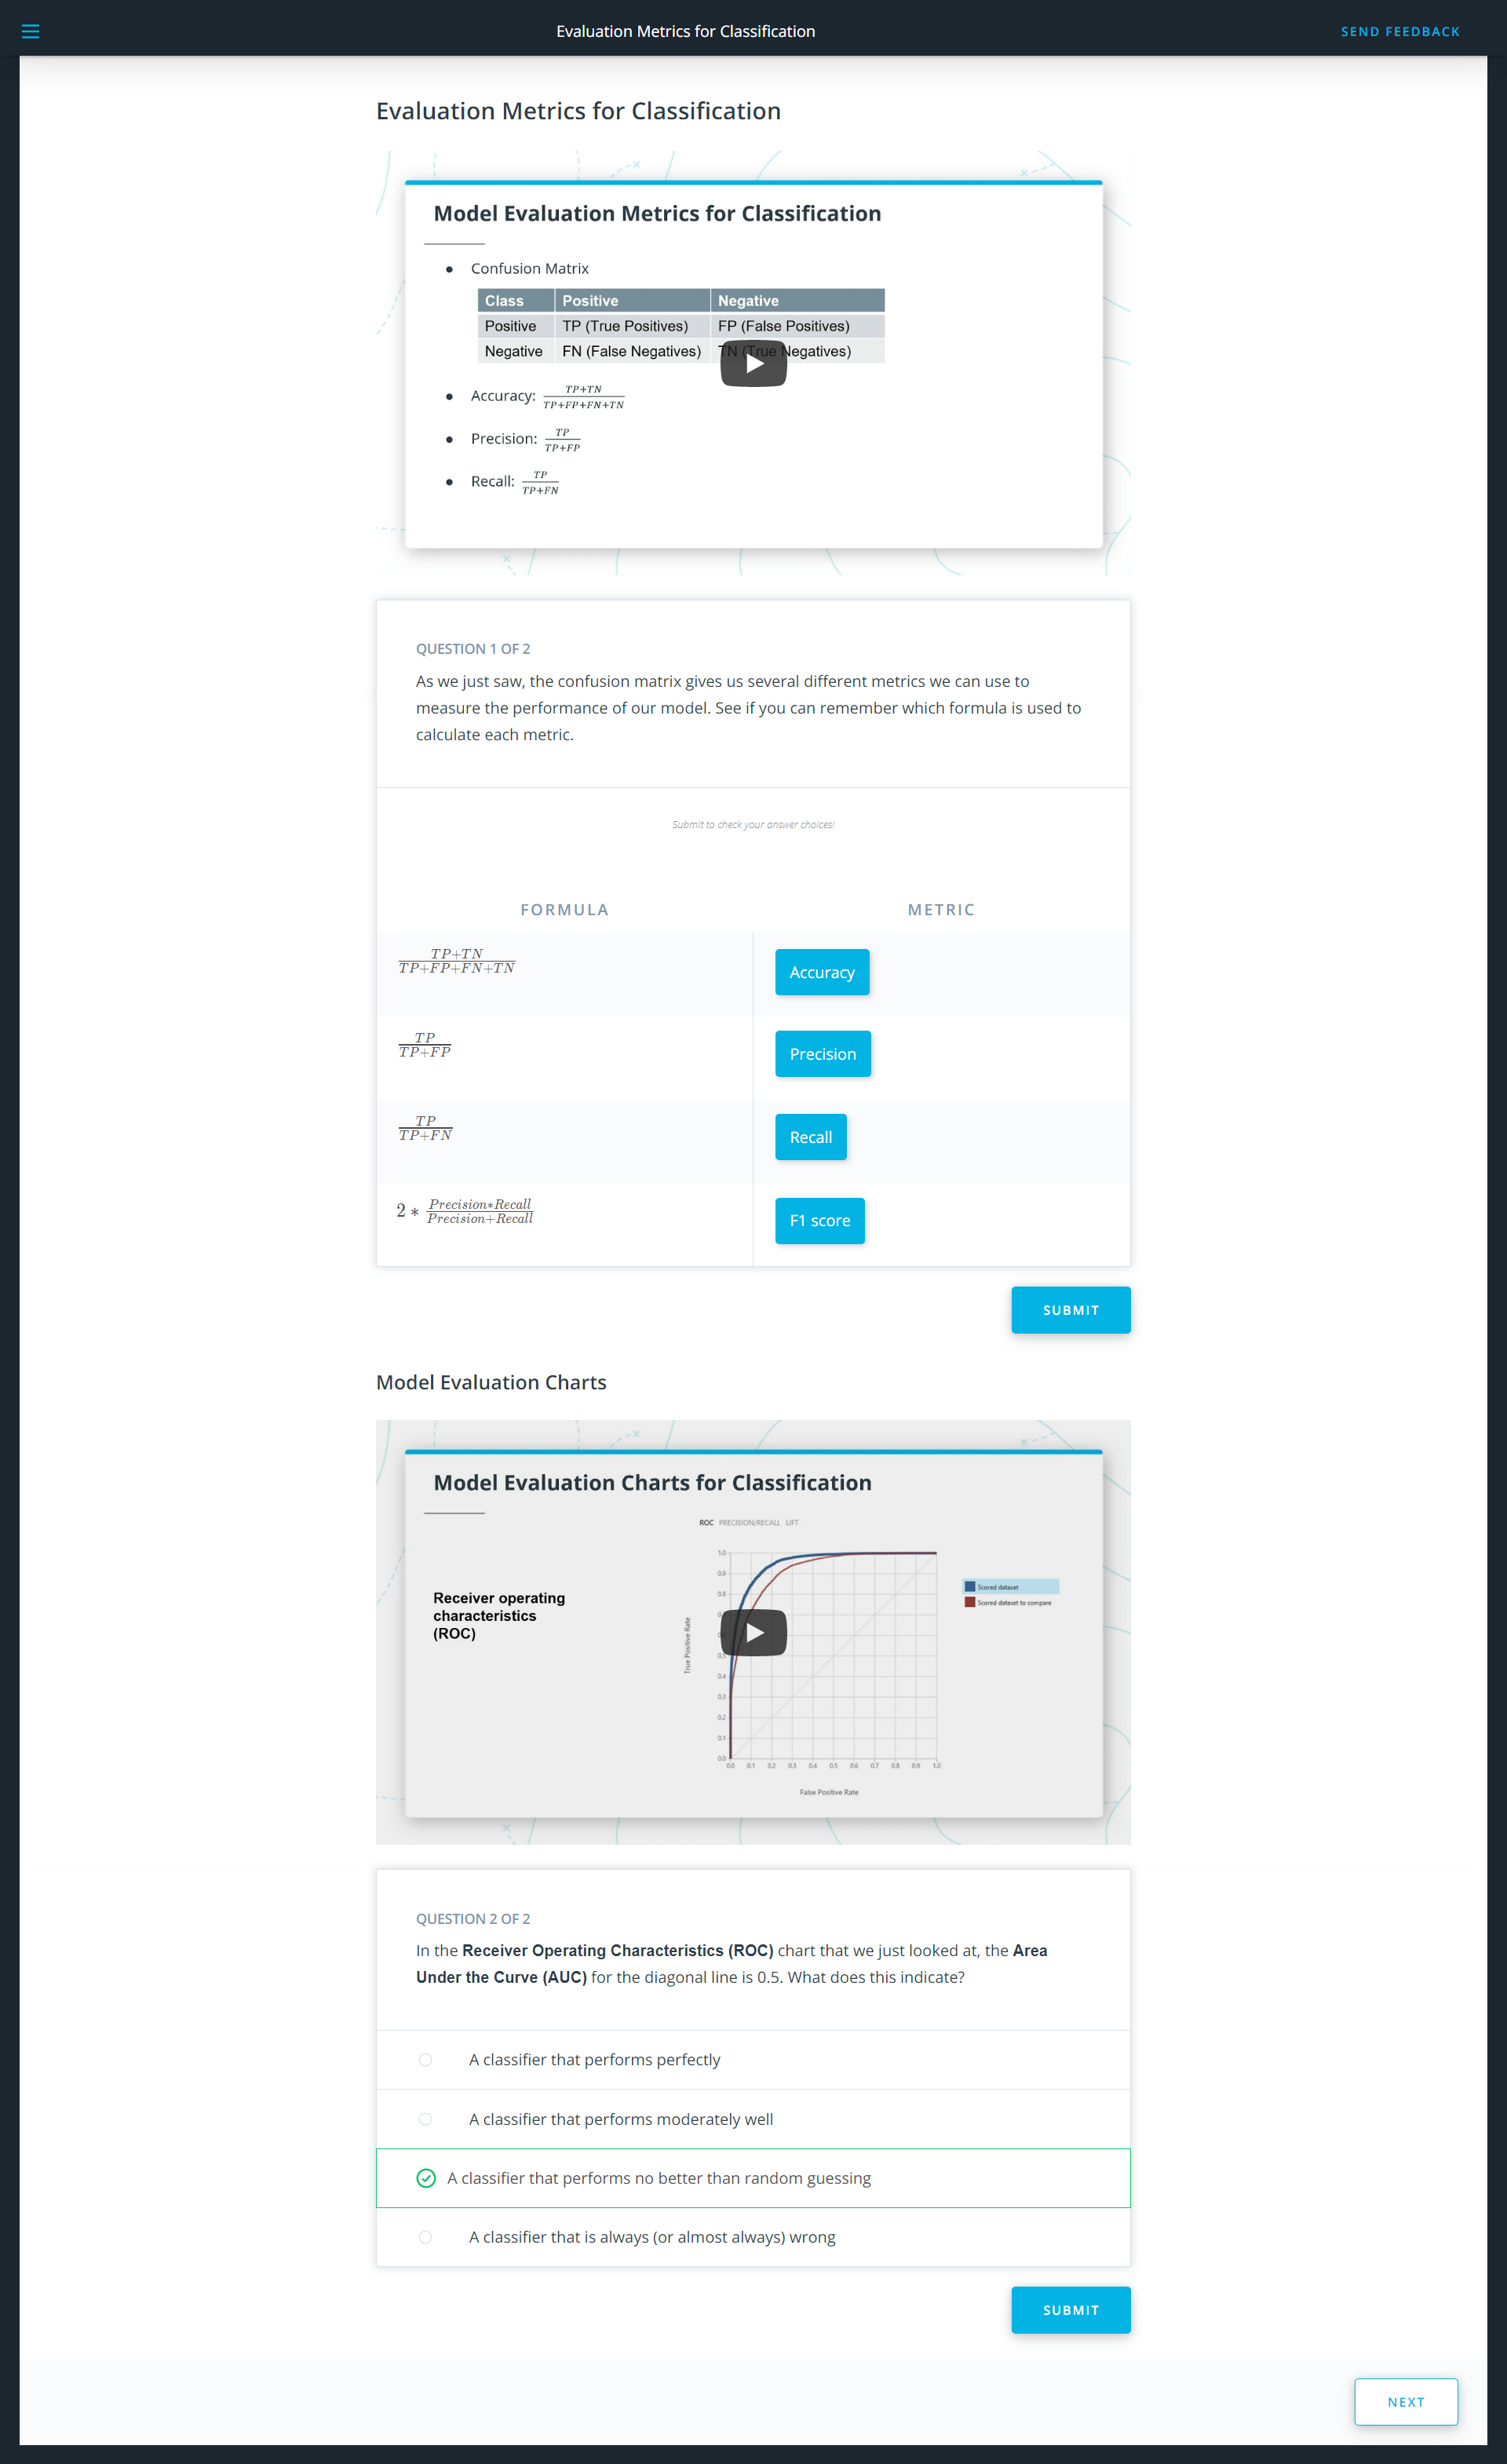 Evaluation Metrics for Classification
SEND FEEDBACK
Evaluation Metrics for Classification
Model Evaluation Metrics for Classification
● Confusion Matrix
Class Positive Negative
Positive TP (True Positives) FP (False Positives)
Negative FN (False Negatives) TN (True Negatives)
● Accuracy: TP+TN
TP+FP+FN+TN
● Precision: TP
TP+FP
● Recall: TP
TP+FN
QUESTION 1 OF 2
As we just saw, the confusion matrix gives us several different metrics we can use to
measure the performance of our model. See if you can remember which formula is used to
calculate each metric.
Submit to check your answer choices!
FORMULA METRIC
TP+TN
TP+FP+FN+TN
Accuracy
TP
TP+FP
Precision
TP
TP+FN
Recall
2 * Precision*Recall
Precision+Recall
F1 score
SUBMIT
Model Evaluation Charts
Model Evaluation Charts for Classification
ROC PRECISION/RECALL LIFT
Receiver operating
characteristics
(ROC)
True Positive Rate
1.0
0.9
0.8
0.5
0.4
0.3
0.2
0.1
0.0
0.0 0.1 0.2 0.3 0.4 0.5 0.6 0.7 0.8 0.9 1.0
False Positive Rate
Scored dataset
Scored dataset to compare
QUESTION 2 OF 2
In the Receiver Operating Characteristics (ROC) chart that we just looked at, the Area
Under the Curve (AUC) for the diagonal line is 0.5. What does this indicate?
A classifier that performs perfectly
A classifier that performs moderately well
A classifier that performs no better than random guessing
A classifier that is always (or almost always) wrong
SUBMIT
NEXT